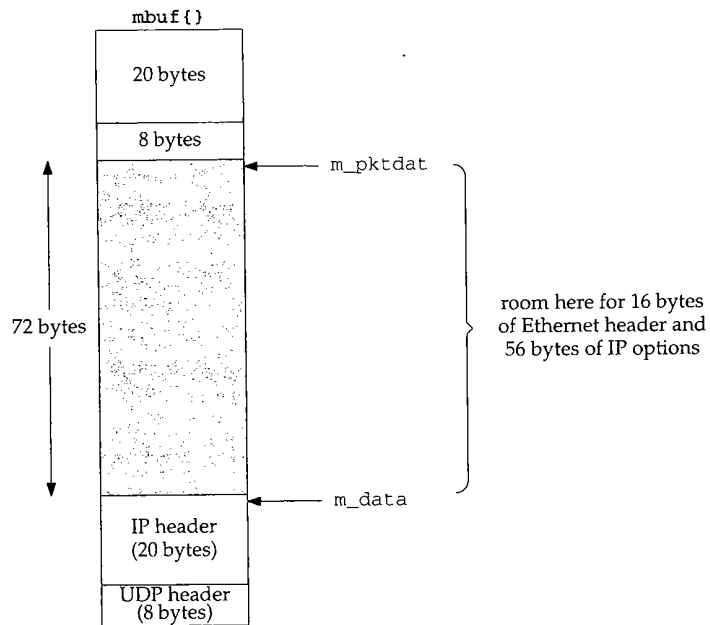 mbuf{}
20 bytes
8 bytes
m_pktdat
72 bytes
room here for 16 bytes
of Ethernet header and
56 bytes of IP options
m_data
IP header
(20 bytes)
UDP header
(8 bytes)